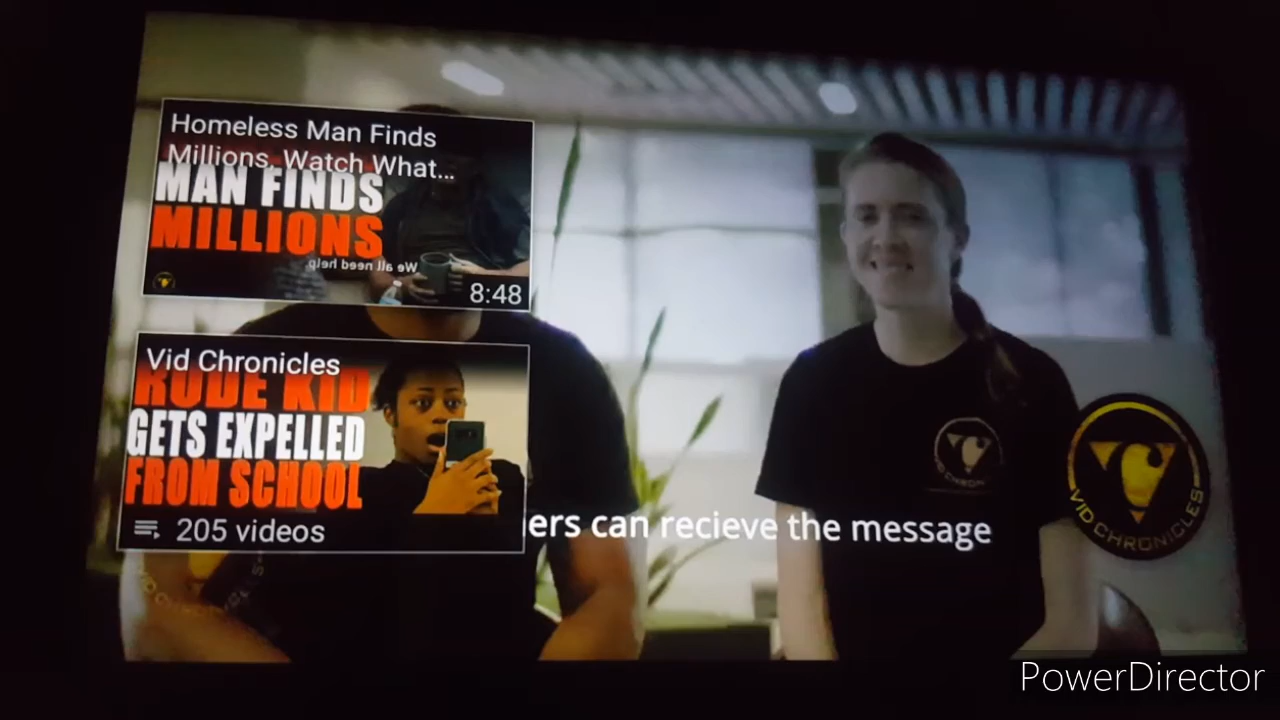 Homeless Man Finds
Millions, Watch What...
MAN FINDS
MILLIONS
We all need help.
8:48
Vid Chronicles
RUDE KID
GETS EXPELLED
FROM SCHOOL
205 videos
ers can recieve the message
VID CHRONICLES
PowerDirector